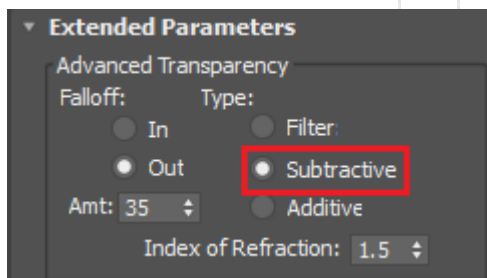 Extended Parameters
Advanced Transparency
Falloff: Type:
In Filter:
Out Subtractive
Amt: 35 Additive
Index of Refraction: 1.5